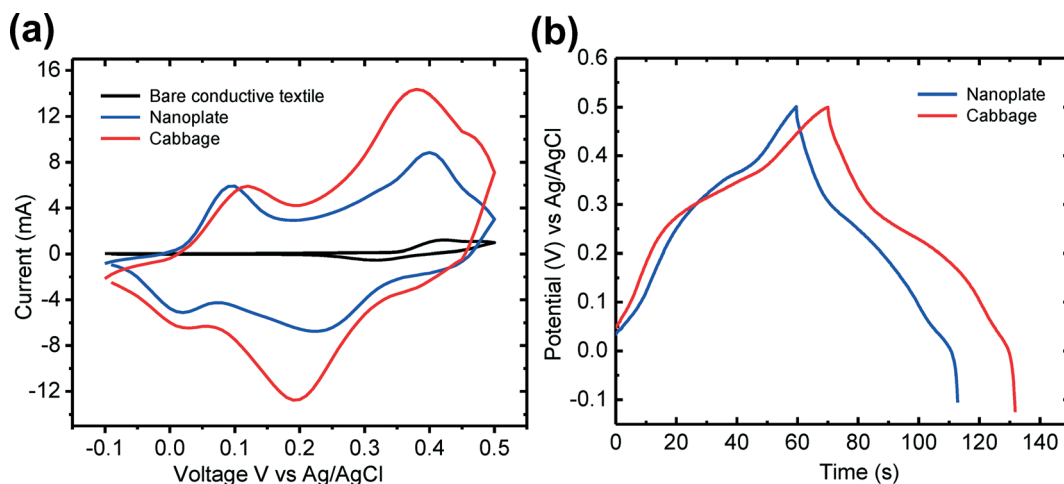 (a)
16
12
8
4
0
-4
-8
-12
Current (mA)
Bare conductive textile
Nanoplate
Cabbage
-0.1 0.0 0.1 0.2 0.3 0.4 0.5
Voltage V vs Ag/AgCl
(b)
0.6
0.5
0.4
0.3
0.2
0.1
0.0
-0.1
Potential (V) vs Ag/AgCl
Nanoplate
Cabbage
0 20 40 60 80 100 120 140
Time (s)